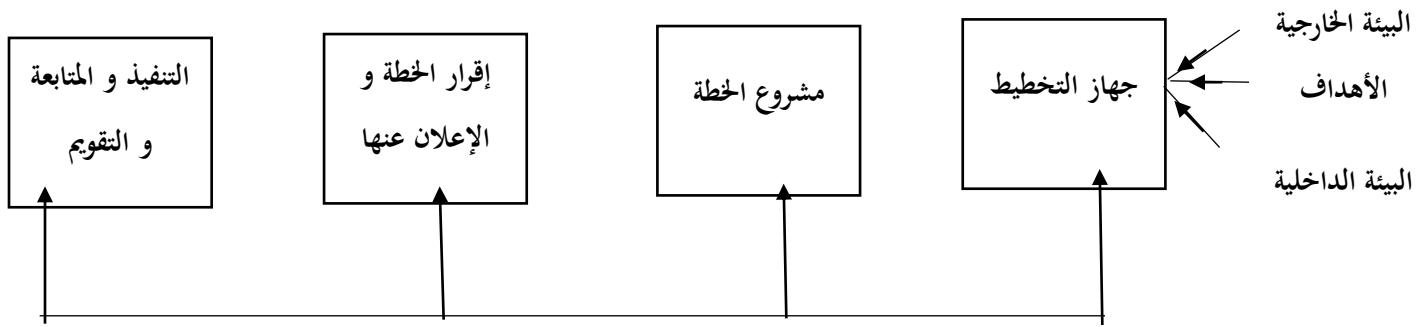 البيئة الخارجية
الأهداف
البيئة الداخلية
جهاز التخطيط
مشروع الخطة
إقرار الخطة و
الإعلان عنها
التنفيذ و المتابعة
و التقويم